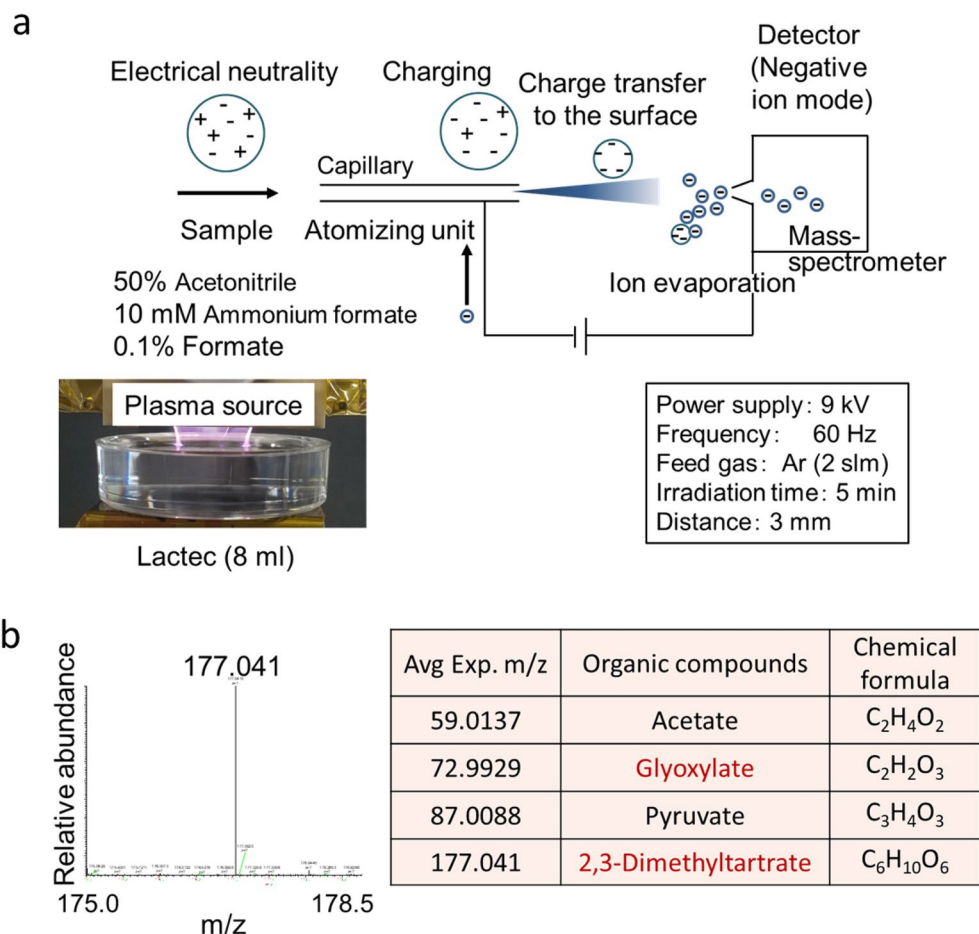 a
Electrical neutrality
Charging
Charge transfer
to the surface
Detector
(Negative
ion mode)
Capillary
Sample
Atomizing unit
Mass-
spectrometer
Ion evaporation
50% Acetonitrile
10 mM Ammonium formate
0.1% Formate
Plasma source
Lactec (8 ml)
Power supply: 9 kV
Frequency: 60 Hz
Feed gas: Ar (2 slm)
Irradiation time: 5 min
Distance: 3 mm
b
Relative abundance
177.041
175.0
178.5
m/z
Avg Exp. m/z Organic compounds Chemical formula
59.0137 Acetate C₂H₄O₂
72.9929 Glyoxylate C₂H₂O₃
87.0088 Pyruvate C₃H₄O₃
177.041 2,3-Dimethyltartrate C₆H₁₀O₆